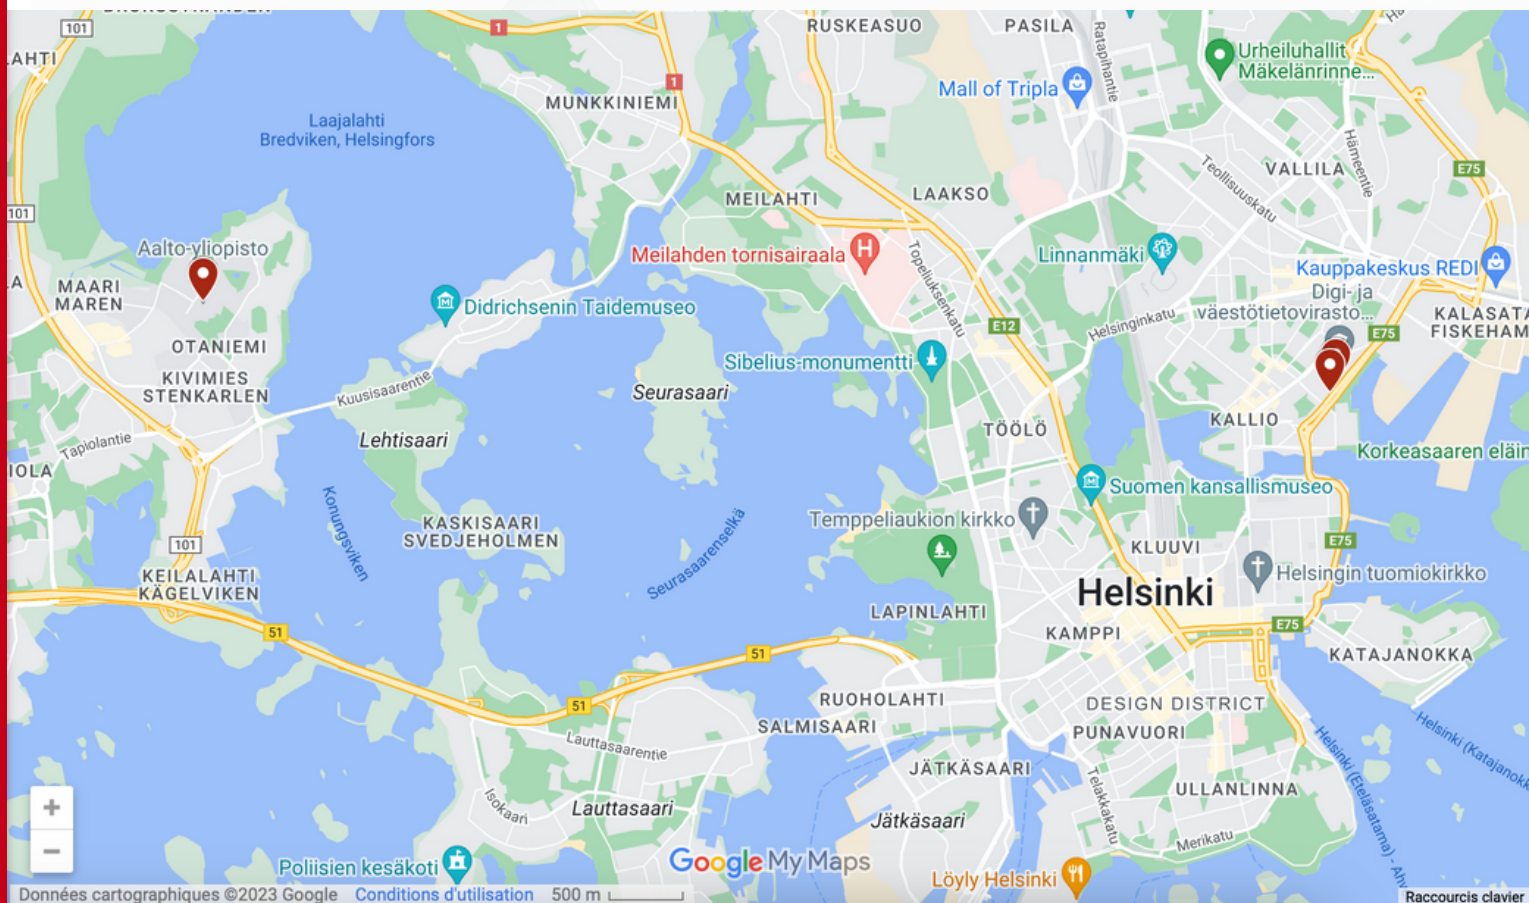 101
1
RUSKEASUO
PASILA
Ratapihantie
Urheiluhallit
Mäkelänrinne...
LAHTI
1
Mall of Tripla
MUNKKINIEMI
Laajalahti
Bredviken, Helsingfors
Hämeentie
VALLILA
E75
Teollisuuskatu
MEILAHTI
LAAKSO
101
Aalto-yliopisto
Meilahden tornisairaala
H
Topeliuksenkatu
Linnanmäki
Kauppakeskus REDI
MAARI
MAREN
Digi- ja
väestötietovirasto...
Didrichsenin Taidemuseo
E12
Helsinginkatu
KALASATA
FISKEHAM
E75
OTANIEMI
Sibelius-monumentti
KIVIMIES
STENKARLEN
Kuusisaarentie
Seurasaari
KALLIO
TÖÖLÖ
Tapiolantie
Lehtisaari
Korkeasaaren eläin
IOLA
Suomen kansallismuseo
Konungsviken
KASKISAARI
SVEDJEHOLMEN
Seurasaarenselkä
Temppeliaukion kirkko
101
KLUUVI
E75
KEILALAHTI
KÄGELVIKEN
Helsingin tuomiokirkko
Helsinki
LAPINLAHTI
51
KAMPPI
E75
51
KATAJANOKKA
RUOHOLAHTI
DESIGN DISTRICT
51
SALMISAARI
PUNAVUORI
Lauttasaarentie
Helsinki (Katajanokk
JÄTKÄSAARI
Helsinki (Eteläsatama) - Ahv
Isokaari
Lauttasaari
Telakkakatu
ULLANLINNA
+
Jätkäsaari
Merikatu
−
Poliisien kesäkoti
Google My Maps
Löyly Helsinki
Données cartographiques ©2023 Google Conditions d'utilisation 500 m
Raccourcis clavier